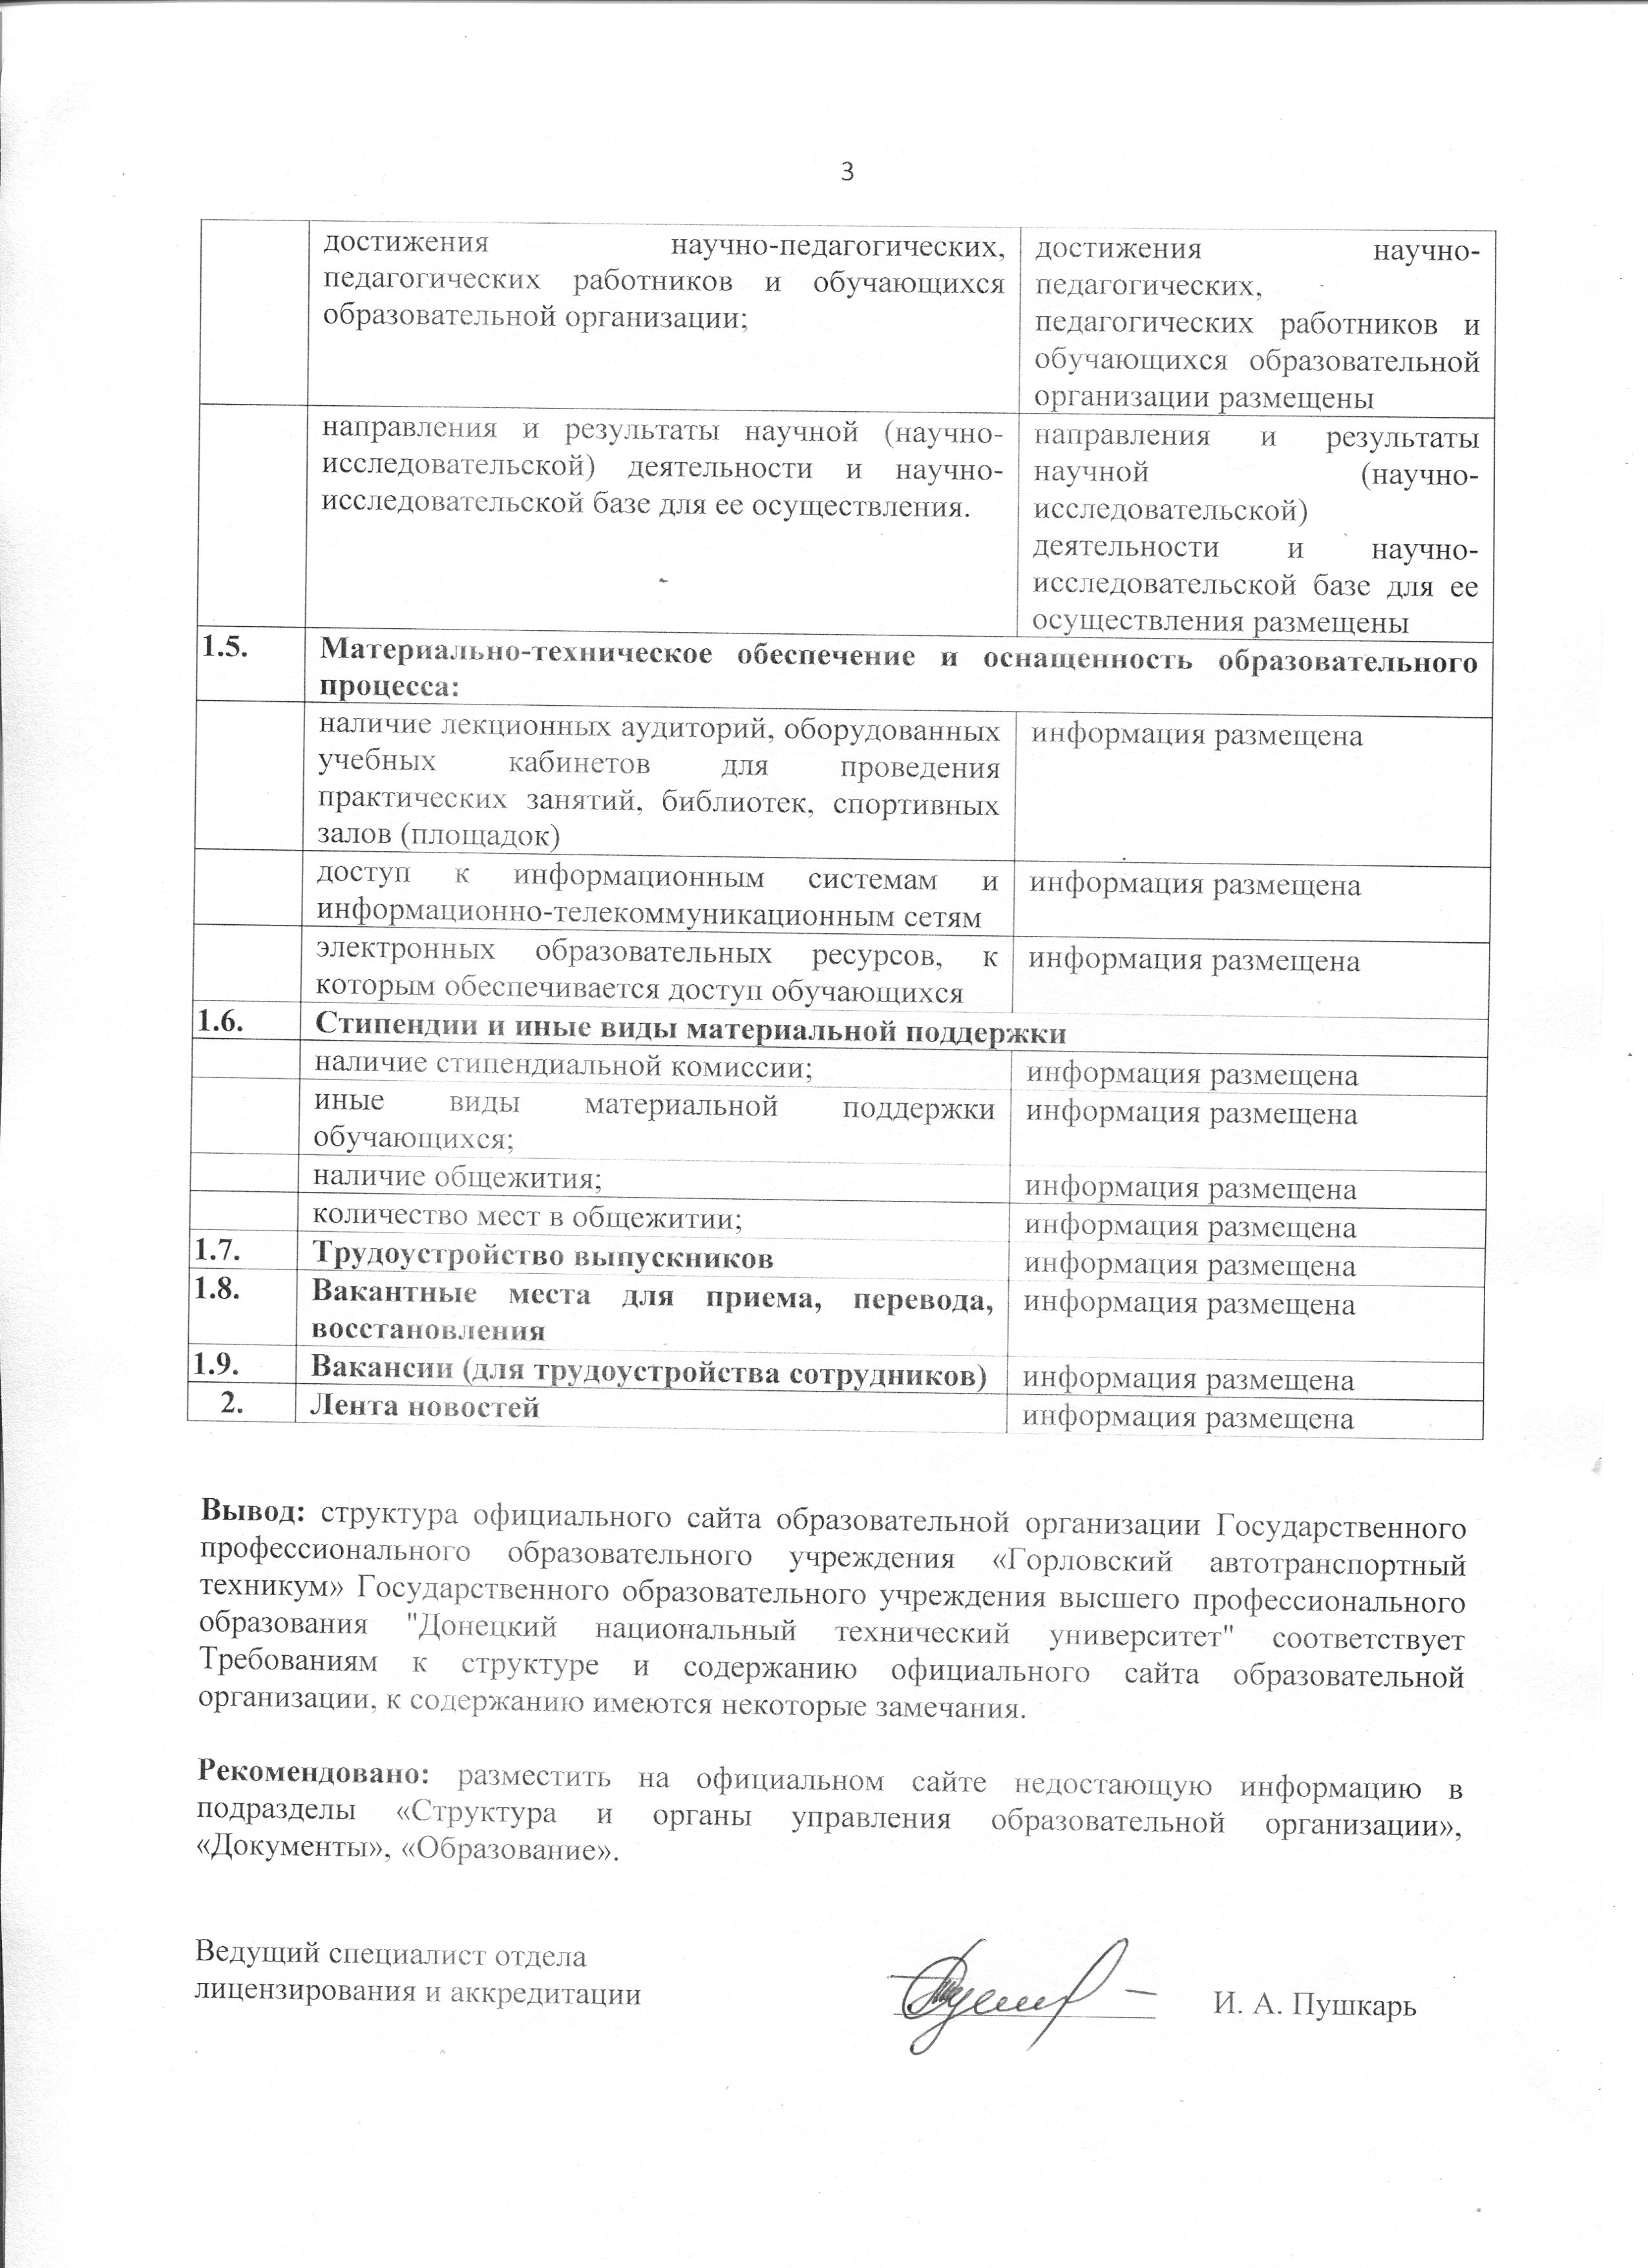 3
достижения научно-педагогических,
педагогических работников и обучающихся
образовательной организации;
достижения научно-
педагогических,
педагогических работников и
обучающихся образовательной
организации размещены
направления и результаты научной (научно-
исследовательской) деятельности и научно-
исследовательской базе для ее осуществления.
направления и результаты
научной (научно-
исследовательской)
деятельности и научно-
исследовательской базе для ее
осуществления размещены
1.5.
Материально-техническое обеспечение и оснащенность образовательного
процесса:
наличие лекционных аудиторий, оборудованных
учебных кабинетов для проведения
практических занятий, библиотек, спортивных
залов (площадок)
информация размещена
доступ к информационным системам и
информационно-телекоммуникационным сетям
информация размещена
электронных образовательных ресурсов, к
которым обеспечивается доступ обучающихся
информация размещена
1.6.
Стипендии и иные виды материальной поддержки
наличие стипендиальной комиссии;
информация размещена
иные виды материальной поддержки
обучающихся;
информация размещена
наличие общежития;
информация размещена
количество мест в общежитии;
информация размещена
1.7.
Трудоустройство выпускников
информация размещена
1.8.
Вакантные места для приема, перевода,
восстановления
информация размещена
1.9.
Вакансии (для трудоустройства сотрудников)
информация размещена
2.
Лента новостей
информация размещена
Вывод: структура официального сайта образовательной организации Государственного
профессионального образовательного учреждения «Горловский автотранспортный
техникум» Государственного образовательного учреждения высшего профессионального
образования "Донецкий национальный технический университет" соответствует
Требованиям к структуре и содержанию официального сайта образовательной
организации, к содержанию имеются некоторые замечания.
Рекомендовано: разместить на официальном сайте недостающую информацию в
подразделы «Структура и органы управления образовательной организации»,
«Документы», «Образование».
Ведущий специалист отдела
лицензирования и аккредитации
И. А. Пушкарь